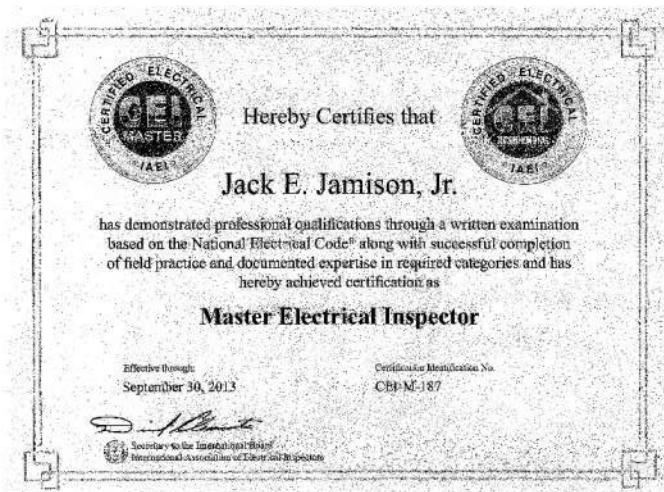 CERTIFIED ELECTRICAL
CEI
MASTER
IAEI
CERTIFIED ELECTRICAL
CEI
RESIDENTIAL
IAEI
Hereby Certifies that
Jack E. Jamison, Jr.
has demonstrated professional qualifications through a written examination
based on the National Electrical Code® along with successful completion
of field practice and documented expertise in required categories and has
hereby achieved certification as
Master Electrical Inspector
Effective through:
Certification Identification No.
September 30, 2013
CEI-M-187
Secretary to the International Board
International Association of Electrical Inspectors